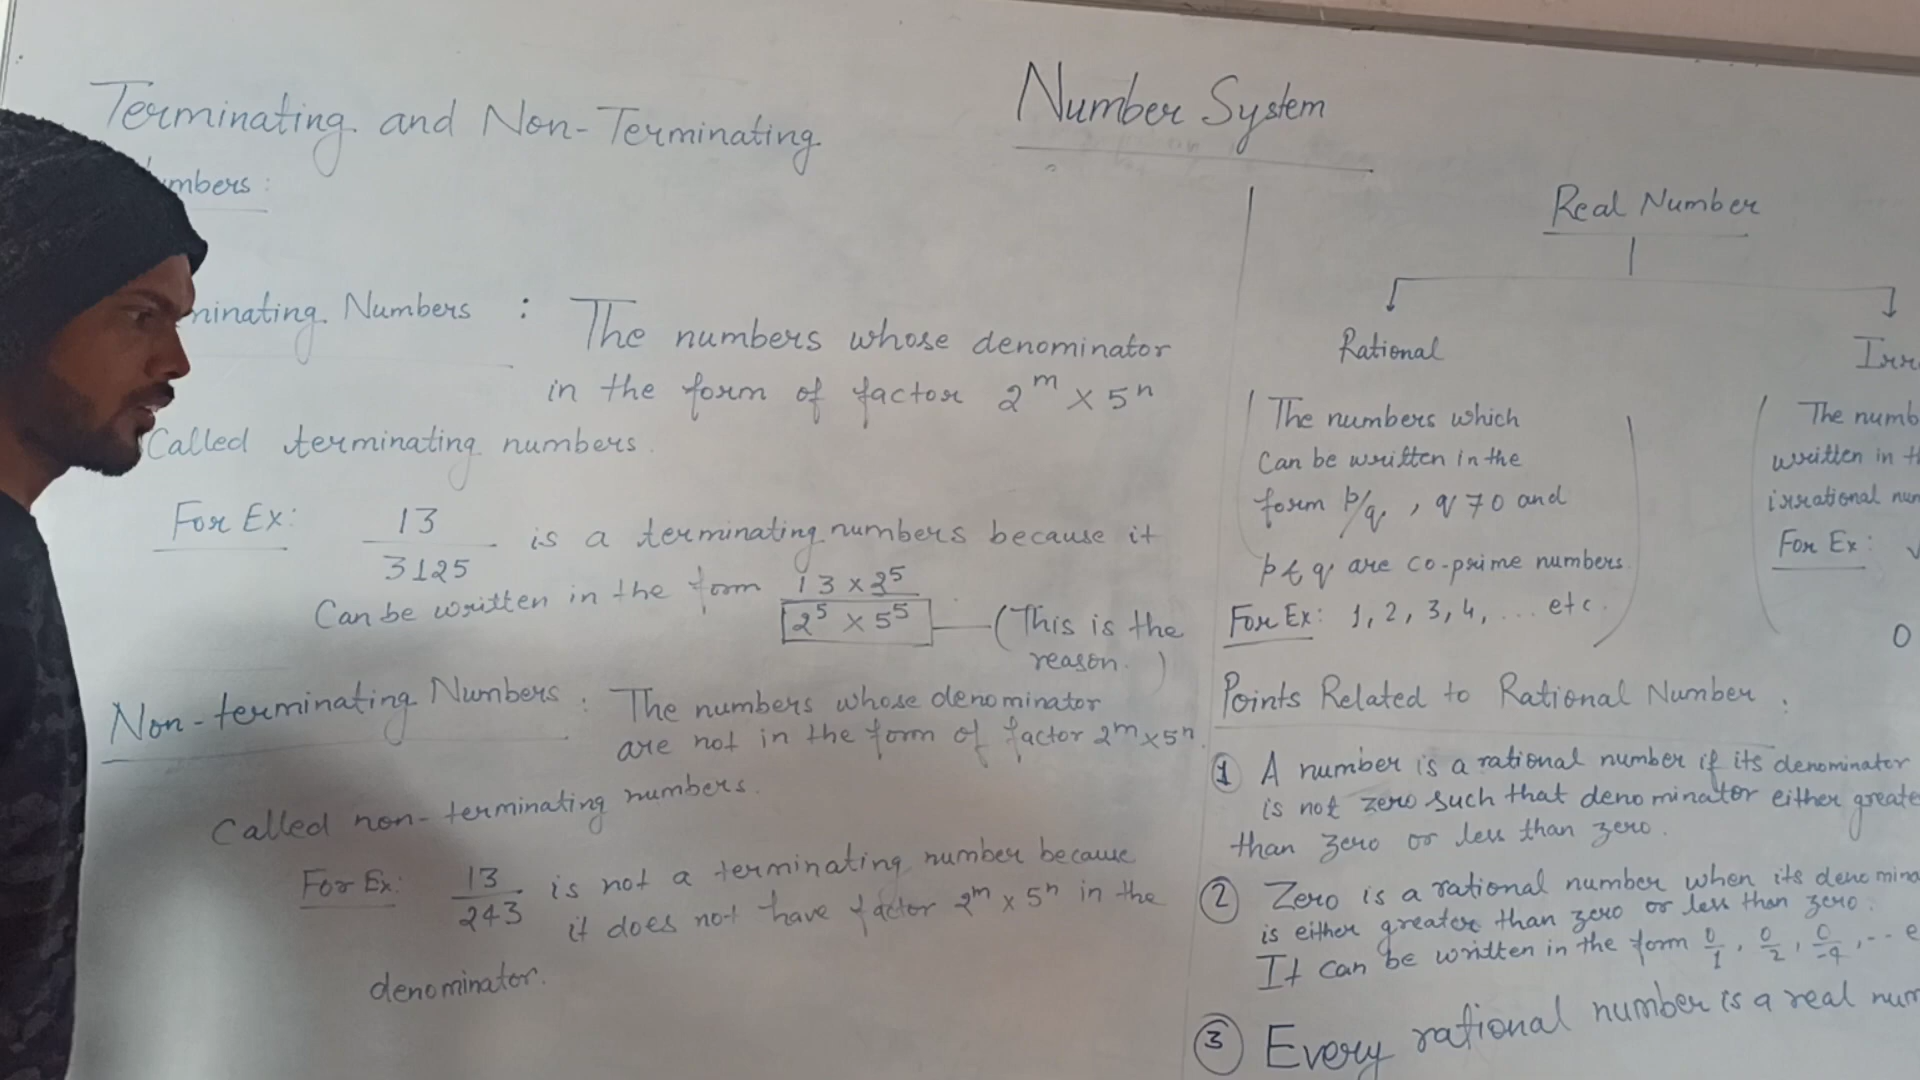 Terminating and Non-Terminating
mbers :
Number System
minating Numbers : The numbers whose denominator
in the form of factor 2^m × 5^n
Called terminating numbers.
For Ex: 13/3125 is a terminating numbers because it
Can be written in the form 13 × 2^5 / 2^5 × 5^5 (This is the
reason.)
Non-terminating Numbers : The numbers whose denominator
are not in the form of factor 2^m × 5^n
Called non-terminating numbers.
For Ex: 13/243 is not a terminating number because
it does not have factor 2^m × 5^n in the
denominator.
Real Number
Rational
Irr
The numbers which
Can be written in the
form p/q, q ≠ 0 and
p & q are co-prime numbers.
For Ex: 1, 2, 3, 4, ... etc.
The numb
written in th
irrational num
For Ex: √
0
Points Related to Rational Number :
① A number is a rational number if its denominator
is not zero such that denominator either greate
than zero or less than zero.
② Zero is a rational number when its denomina
is either greater than zero or less than zero.
It can be written in the form 0/1, 0/2, 0/-9, -- e
③ Every rational number is a real num